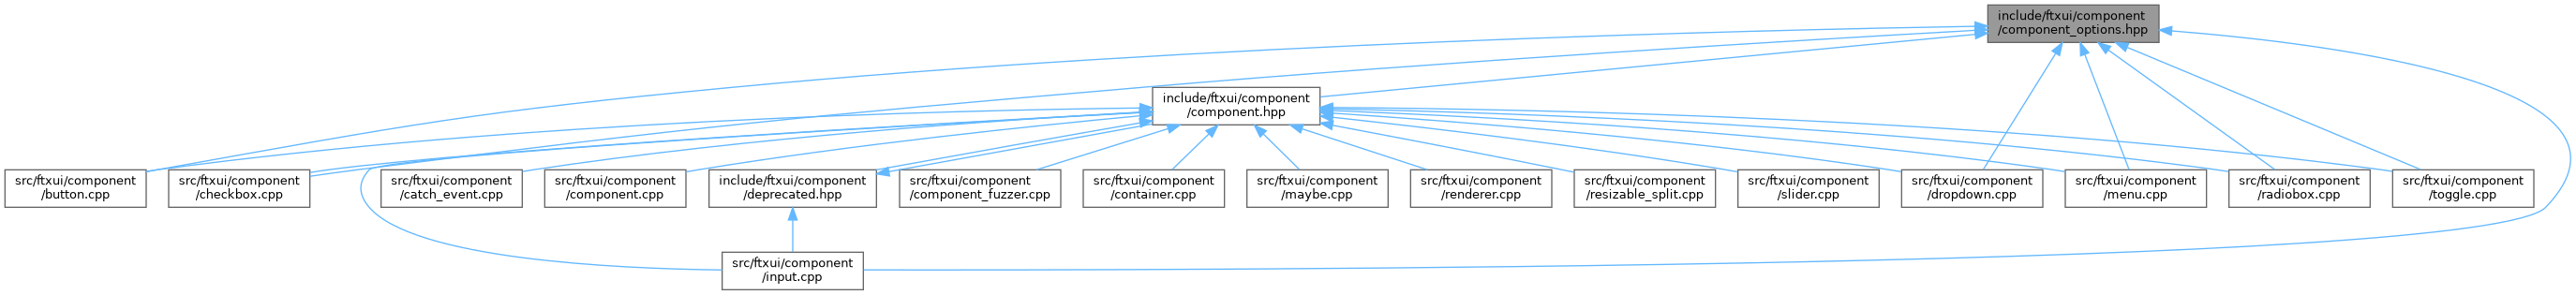 include/ftxui/component
/component_options.hpp
include/ftxui/component
/component.hpp
src/ftxui/component
/button.cpp
src/ftxui/component
/checkbox.cpp
src/ftxui/component
/catch_event.cpp
src/ftxui/component
/component.cpp
include/ftxui/component
/deprecated.hpp
src/ftxui/component
/component_fuzzer.cpp
src/ftxui/component
/container.cpp
src/ftxui/component
/maybe.cpp
src/ftxui/component
/renderer.cpp
src/ftxui/component
/resizable_split.cpp
src/ftxui/component
/slider.cpp
src/ftxui/component
/dropdown.cpp
src/ftxui/component
/menu.cpp
src/ftxui/component
/radiobox.cpp
src/ftxui/component
/toggle.cpp
src/ftxui/component
/input.cpp